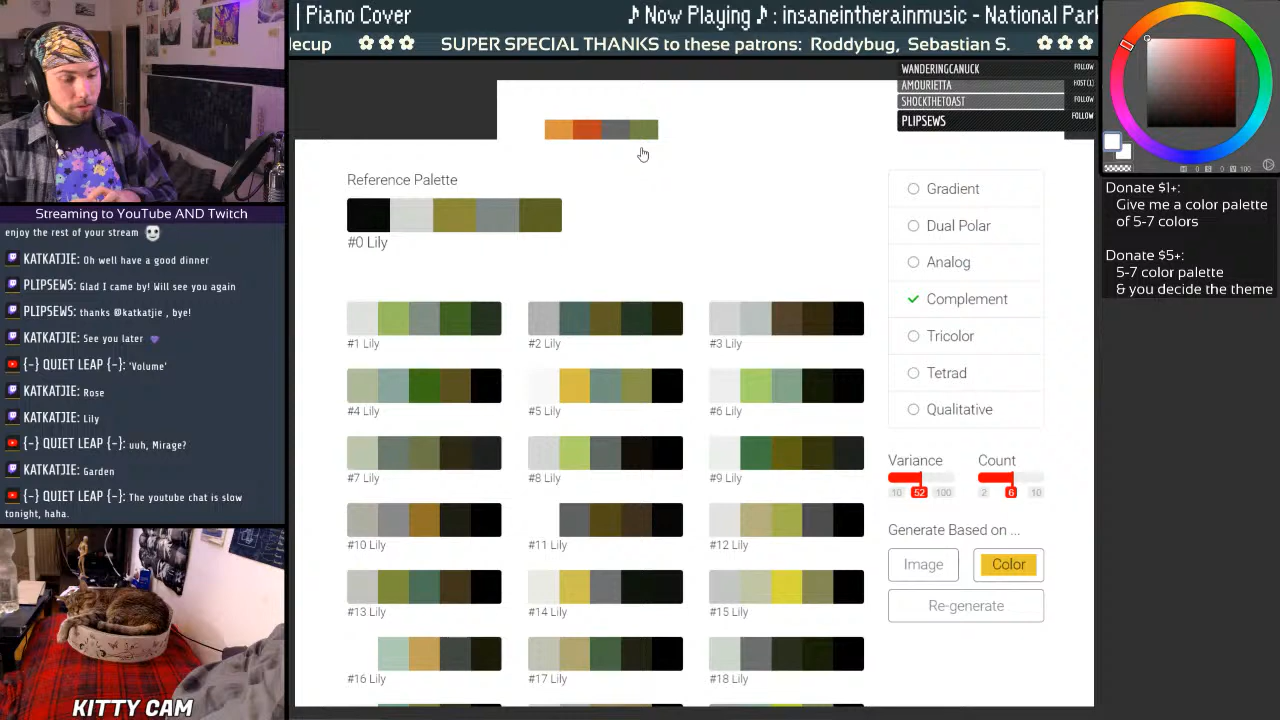 | Piano Cover
♪ Now Playing ♪ : insaneintherainmusic - National Park
lecup ✿ ✿ ✿ SUPER SPECIAL THANKS to these patrons: Roddybug, Sebastian S. ✿ ✿ ✿
WANDERINGCANUCK FOLLOW
AMOURIETTA HOST(1)
SHOCKTHETOAST FOLLOW
PLIPSEWS FOLLOW
Streaming to YouTube AND Twitch
enjoy the rest of your stream
KATKATJIE: Oh well have a good dinner
PLIPSEWS: Glad I came by! Will see you again
PLIPSEWS: thanks @katkatjie , bye!
KATKATJIE: See you later
{-} QUIET LEAP {-}: 'Volume'
KATKATJIE: Rose
KATKATJIE: Lily
{-} QUIET LEAP {-}: uuh, Mirage?
KATKATJIE: Garden
{-} QUIET LEAP {-}: The youtube chat is slow
tonight, haha.
KITTY CAM
Reference Palette
#0 Lily
#1 Lily
#2 Lily
#3 Lily
#4 Lily
#5 Lily
#6 Lily
#7 Lily
#8 Lily
#9 Lily
#10 Lily
#11 Lily
#12 Lily
#13 Lily
#14 Lily
#15 Lily
#16 Lily
#17 Lily
#18 Lily
Gradient
Dual Polar
Analog
Complement
Tricolor
Tetrad
Qualitative
Variance Count
10 52 100 2 6 10
Generate Based on ...
Image Color
Re-generate
Donate $1+:
Give me a color palette
of 5-7 colors
Donate $5+:
5-7 color palette
& you decide the theme